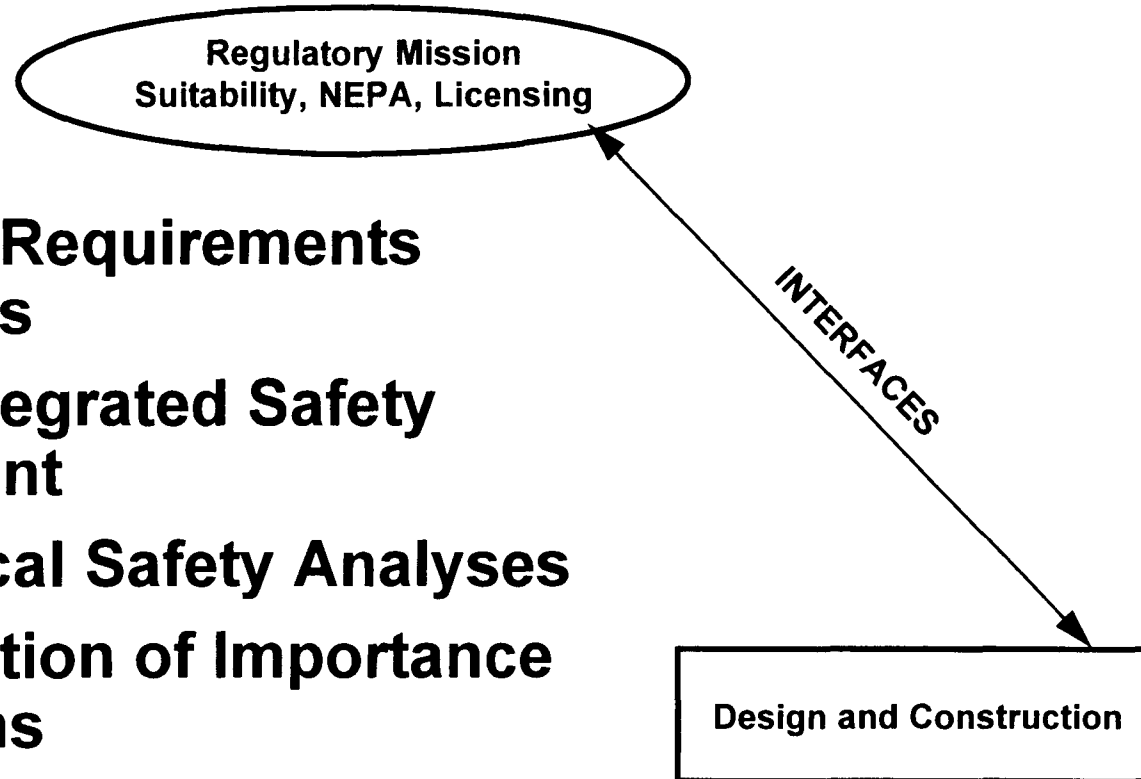 Regulatory Mission
Suitability, NEPA, Licensing
Requirements
s
egrated Safety
nt
cal Safety Analyses
tion of Importance
ns
INTERFACES
Design and Construction